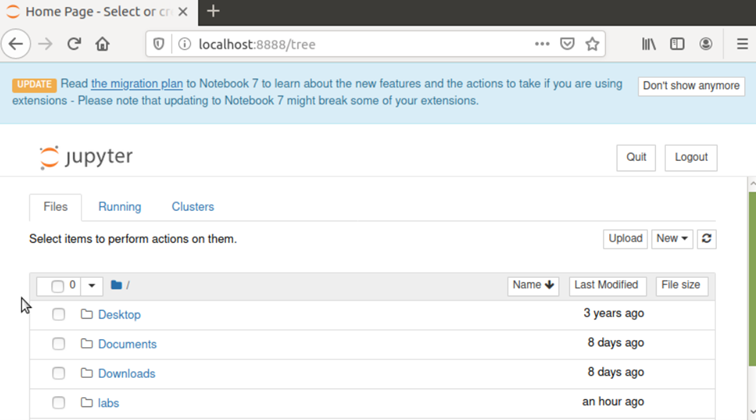 Home Page - Select or cre
localhost:8888/tree
UPDATE Read the migration plan to Notebook 7 to learn about the new features and the actions to take if you are using
extensions - Please note that updating to Notebook 7 might break some of your extensions.
Don't show anymore
jupyter
Quit Logout
Files Running Clusters
Select items to perform actions on them.
Upload New
0 / Name Last Modified File size
Desktop 3 years ago
Documents 8 days ago
Downloads 8 days ago
labs an hour ago